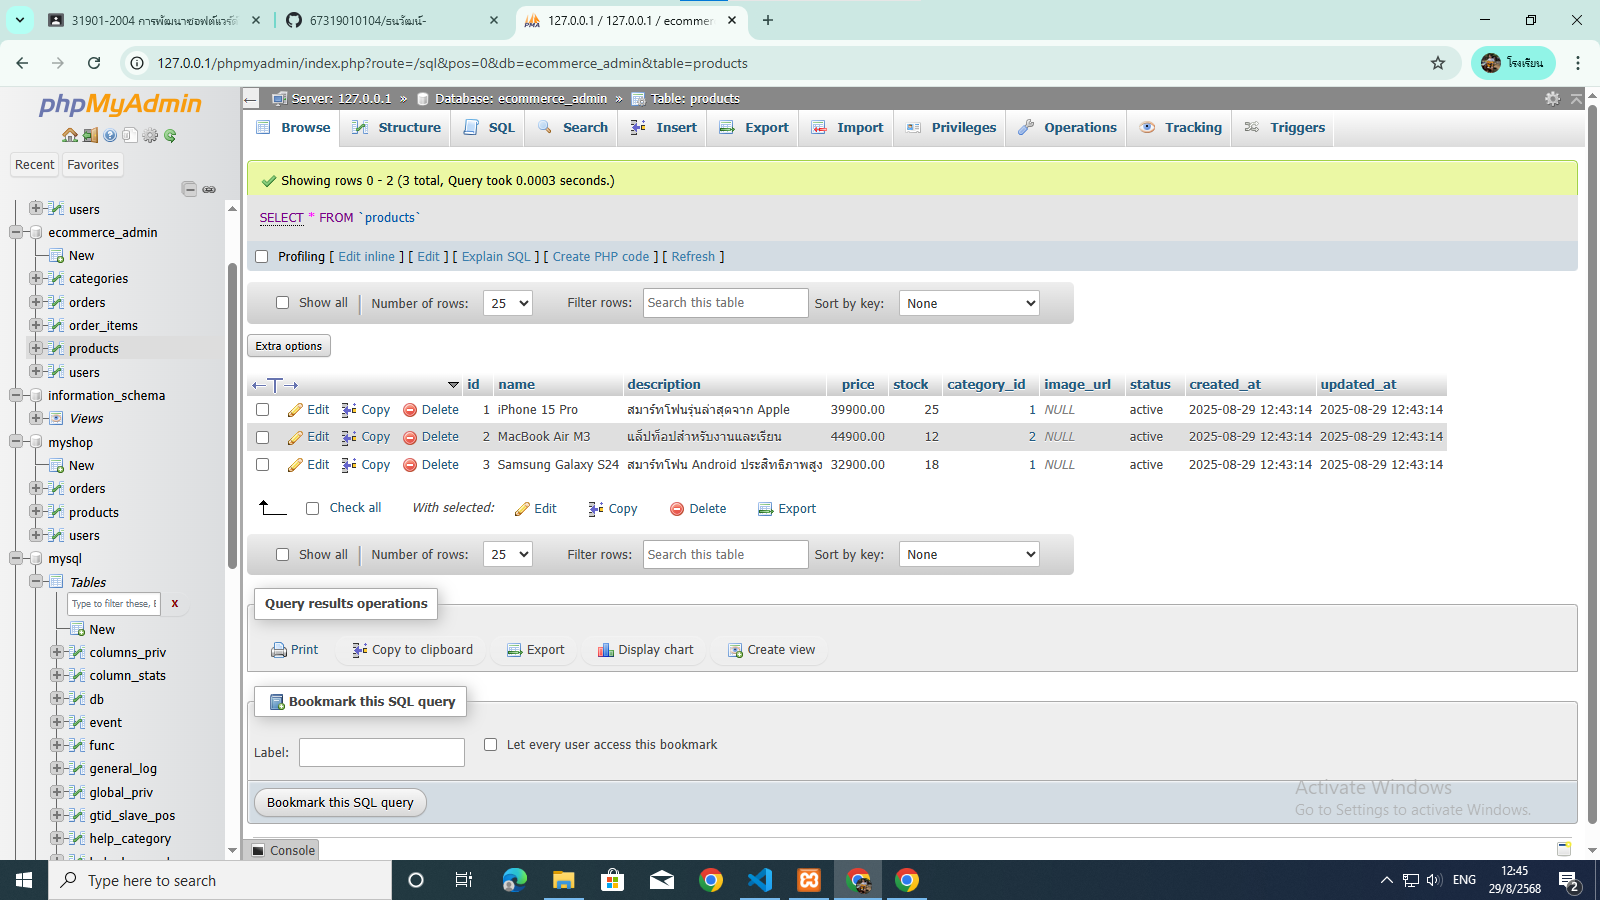 31901-2004 การพัฒนาซอฟต์แวร์ด้
67319010104/ธนวัฒน์-
127.0.0.1 / 127.0.0.1 / ecomme
127.0.0.1/phpmyadmin/index.php?route=/sql&pos=0&db=ecommerce_admin&table=products
โรงเรียน
phpMyAdmin
Recent
Favorites
users
ecommerce_admin
New
categories
orders
order_items
products
users
information_schema
Views
myshop
New
orders
products
users
mysql
Tables
Type to filter these, E
X
New
columns_priv
column_stats
db
event
func
general_log
global_priv
gtid_slave_pos
help_category
Server: 127.0.0.1 » Database: ecommerce_admin » Table: products
Browse Structure SQL Search Insert Export Import Privileges Operations Tracking Triggers
Showing rows 0 - 2 (3 total, Query took 0.0003 seconds.)
SELECT * FROM `products`
Profiling [ Edit inline ] [ Edit ] [ Explain SQL ] [ Create PHP code ] [ Refresh ]
Show all Number of rows: 25 Filter rows: Search this table Sort by key: None
Extra options
id name description price stock category_id image_url status created_at updated_at
Edit Copy Delete 1 iPhone 15 Pro สมาร์ทโฟนรุ่นล่าสุดจาก Apple 39900.00 25 1 NULL active 2025-08-29 12:43:14 2025-08-29 12:43:14
Edit Copy Delete 2 MacBook Air M3 แล็ปท็อปสำหรับงานและเรียน 44900.00 12 2 NULL active 2025-08-29 12:43:14 2025-08-29 12:43:14
Edit Copy Delete 3 Samsung Galaxy S24 สมาร์ทโฟน Android ประสิทธิภาพสูง 32900.00 18 1 NULL active 2025-08-29 12:43:14 2025-08-29 12:43:14
Check all With selected: Edit Copy Delete Export
Show all Number of rows: 25 Filter rows: Search this table Sort by key: None
Query results operations
Print Copy to clipboard Export Display chart Create view
Bookmark this SQL query
Label: Let every user access this bookmark
Bookmark this SQL query
Activate Windows
Go to Settings to activate Windows.
Console
Type here to search
ENG
12:45
29/8/2568
2